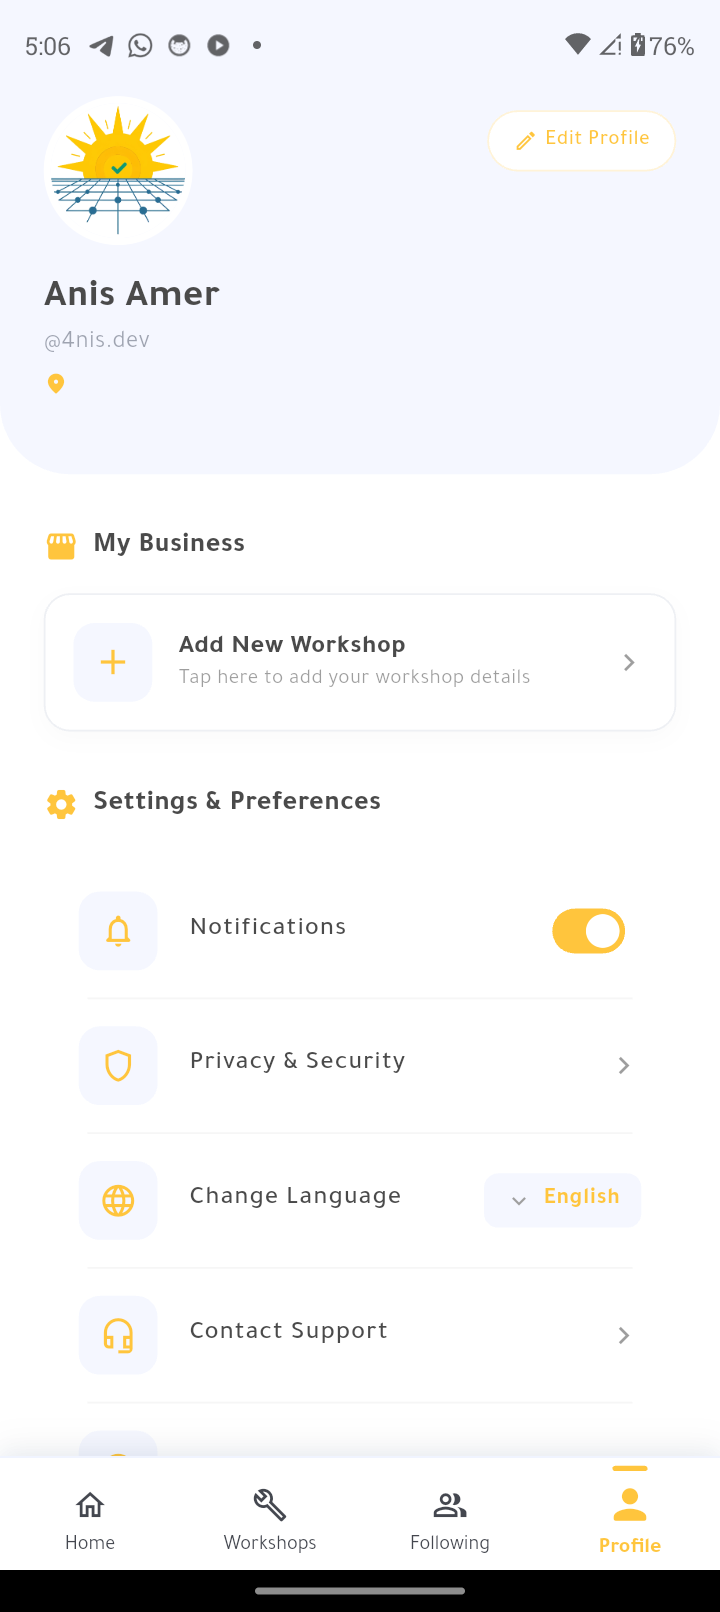 5:06
76%
Edit Profile
Anis Amer
@4nis.dev
My Business
Add New Workshop
Tap here to add your workshop details
Settings & Preferences
Notifications
Privacy & Security
Change Language
English
Contact Support
Home
Workshops
Following
Profile